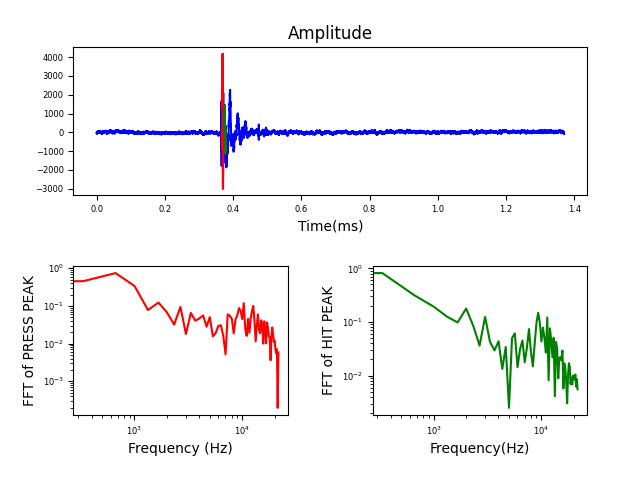 Amplitude
4000
3000
2000
1000
0
−1000
−2000
−3000
0.0 0.2 0.4 0.6 0.8 1.0 1.2 1.4
Time(ms)
FFT of PRESS PEAK
10⁰
10⁻¹
10⁻²
10⁻³
10³ 10⁴
Frequency (Hz)
FFT of HIT PEAK
10⁰
10⁻¹
10⁻²
10³ 10⁴
Frequency(Hz)